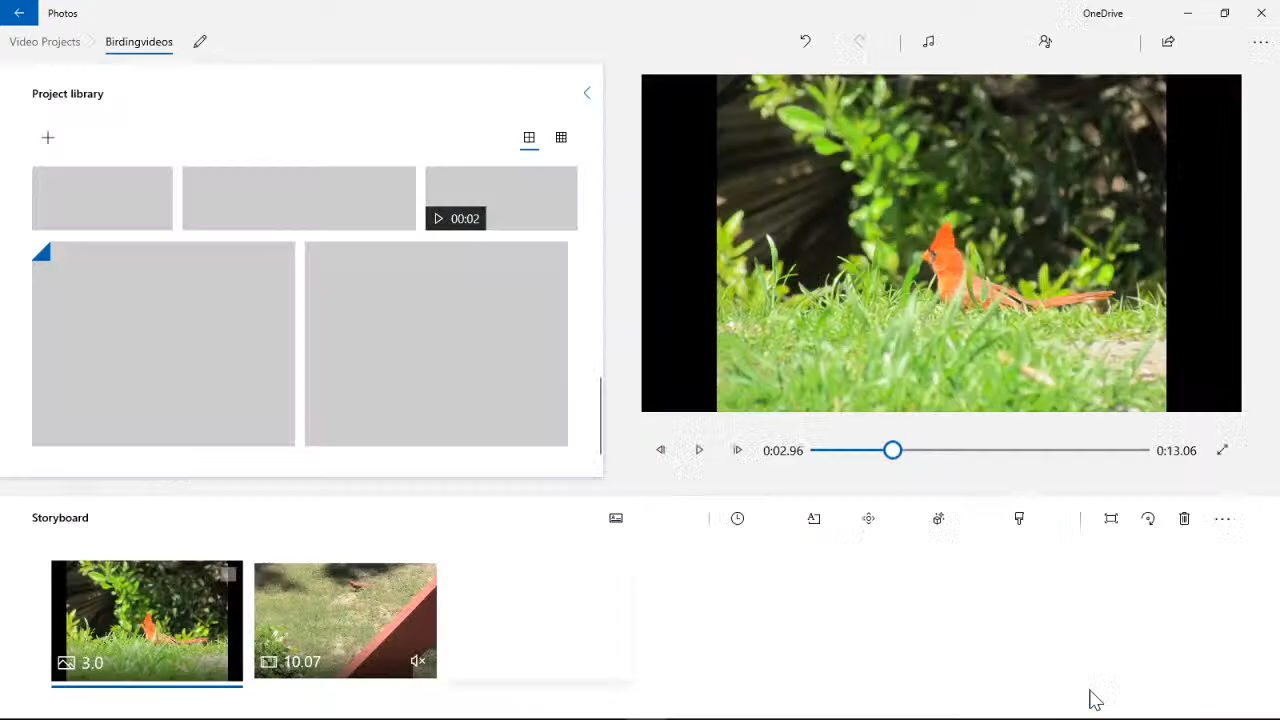 Photos
OneDrive
Video Projects
Birdingvideos
Project library
00:02
0:02.96
0:13.06
Storyboard
3.0
10.07